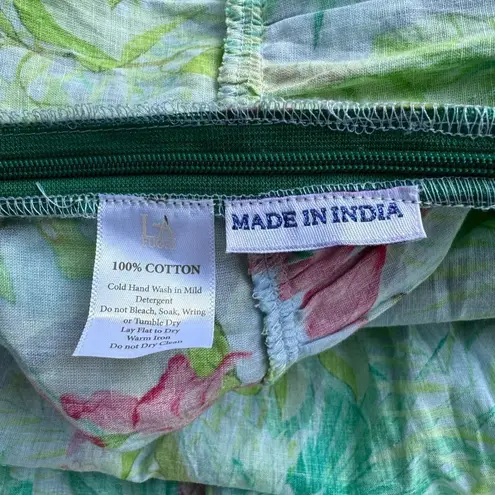 100% COTTON
Cold Hand Wash in Mild
Detergent
Do not Bleach, Soak, Wring
or Tumble Dry
Lay Flat to Dry
Warm Iron
Do not Dry Clean
MADE IN INDIA